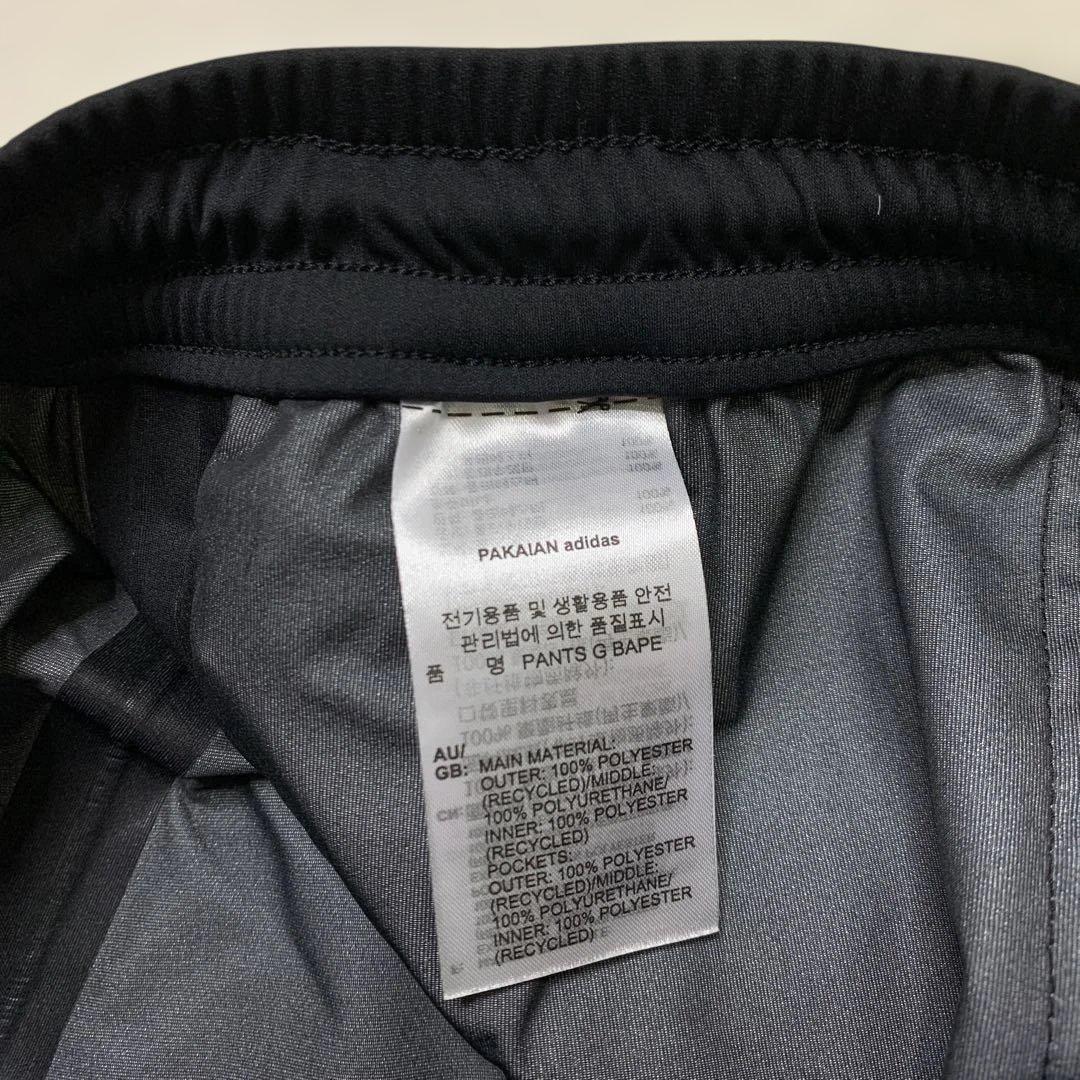 PAKAIAN adidas
전기용품 및 생활용품 안전
관리법에 의한 품질표시
품 명 PANTS G BAPE
AU/
GB: MAIN MATERIAL:
OUTER: 100% POLYESTER
(RECYCLED)/MIDDLE:
100% POLYURETHANE/
INNER: 100% POLYESTER
(RECYCLED)
POCKETS:
OUTER: 100% POLYESTER
(RECYCLED)/MIDDLE:
100% POLYURETHANE/
INNER: 100% POLYESTER
(RECYCLED)